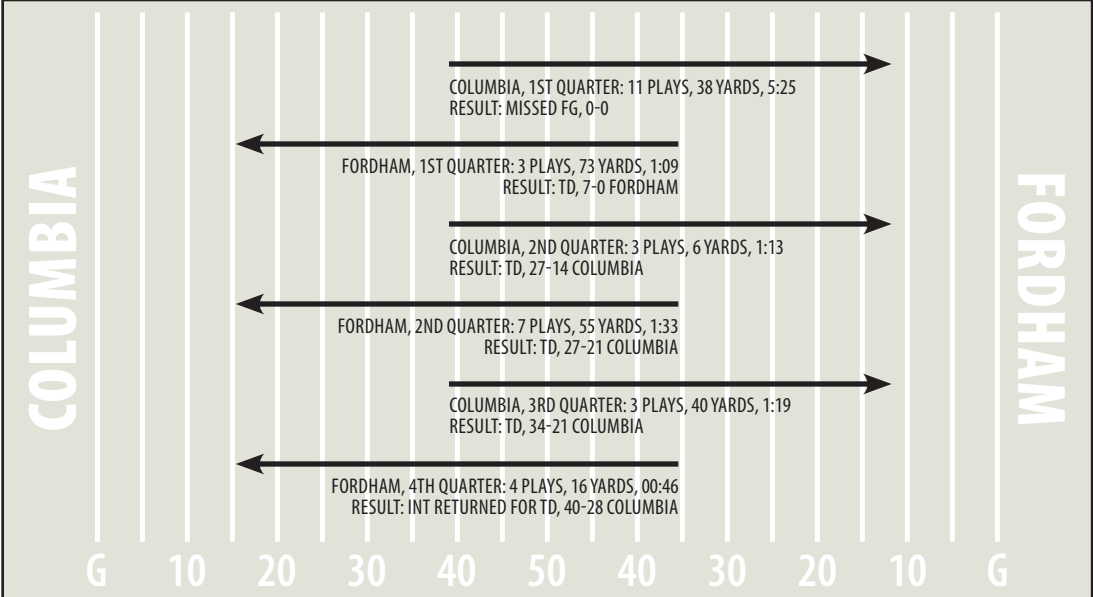 COLUMBIA, 1ST QUARTER: 11 PLAYS, 38 YARDS, 5:25
RESULT: MISSED FG, 0-0
FORDHAM, 1ST QUARTER: 3 PLAYS, 73 YARDS, 1:09
RESULT: TD, 7-0 FORDHAM
COLUMBIA, 2ND QUARTER: 3 PLAYS, 6 YARDS, 1:13
RESULT: TD, 27-14 COLUMBIA
FORDHAM, 2ND QUARTER: 7 PLAYS, 55 YARDS, 1:33
RESULT: TD, 27-21 COLUMBIA
COLUMBIA, 3RD QUARTER: 3 PLAYS, 40 YARDS, 1:19
RESULT: TD, 34-21 COLUMBIA
FORDHAM, 4TH QUARTER: 4 PLAYS, 16 YARDS, 00:46
RESULT: INT RETURNED FOR TD, 40-28 COLUMBIA
COLUMBIA
FORDHAM
G 10 20 30 40 50 40 30 20 10 G